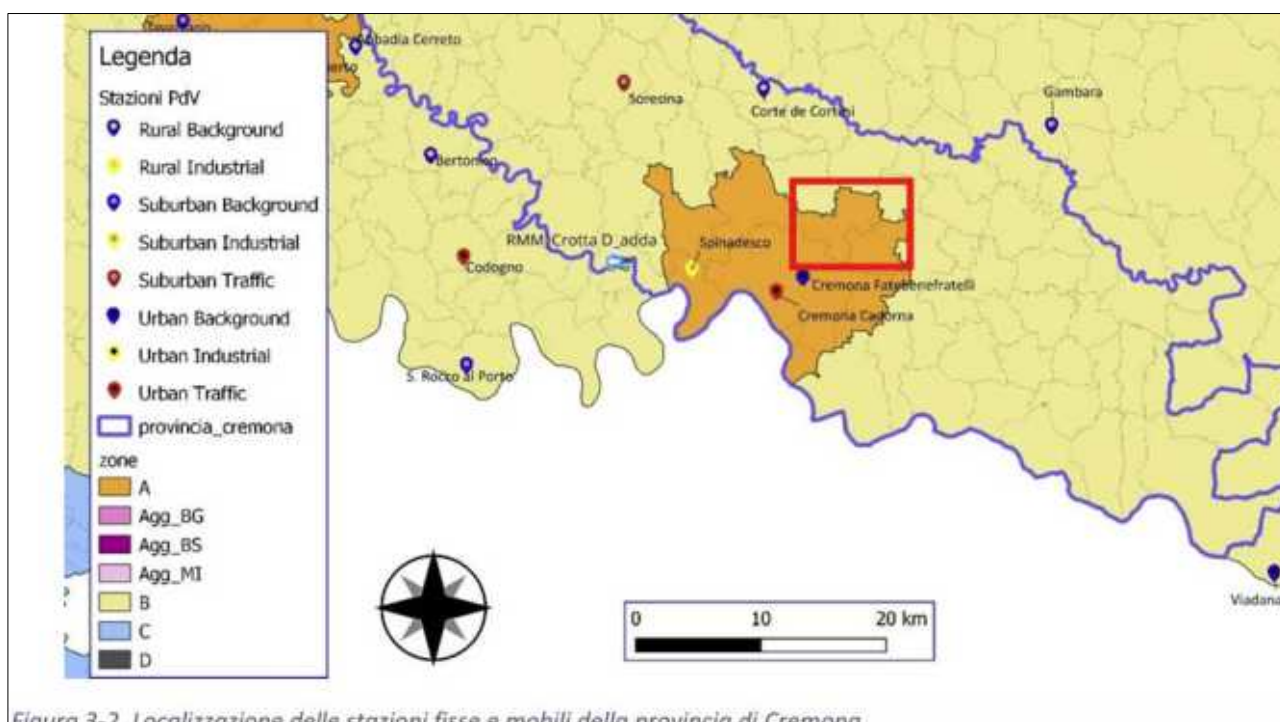 Legenda
Stazioni PdV
Rural Background
Rural Industrial
Suburban Background
Suburban Industrial
Suburban Traffic
Urban Background
Urban Industrial
Urban Traffic
provincia_cremona
zone
A
Agg_BG
Agg_BS
Agg_MI
B
C
D
Abbadia Cerreto
Soresina
Corte de Cortesi
Gambara
Bertonico
RMM_Crotta D_adda
Spinadesco
Codogno
Cremona Fatebenefratelli
Cremona Cadorna
S. Rocco al Porto
Viadana
0 10 20 km
Figura 3-2. Localizzazione delle stazioni fisse e mobili della provincia di Cremona